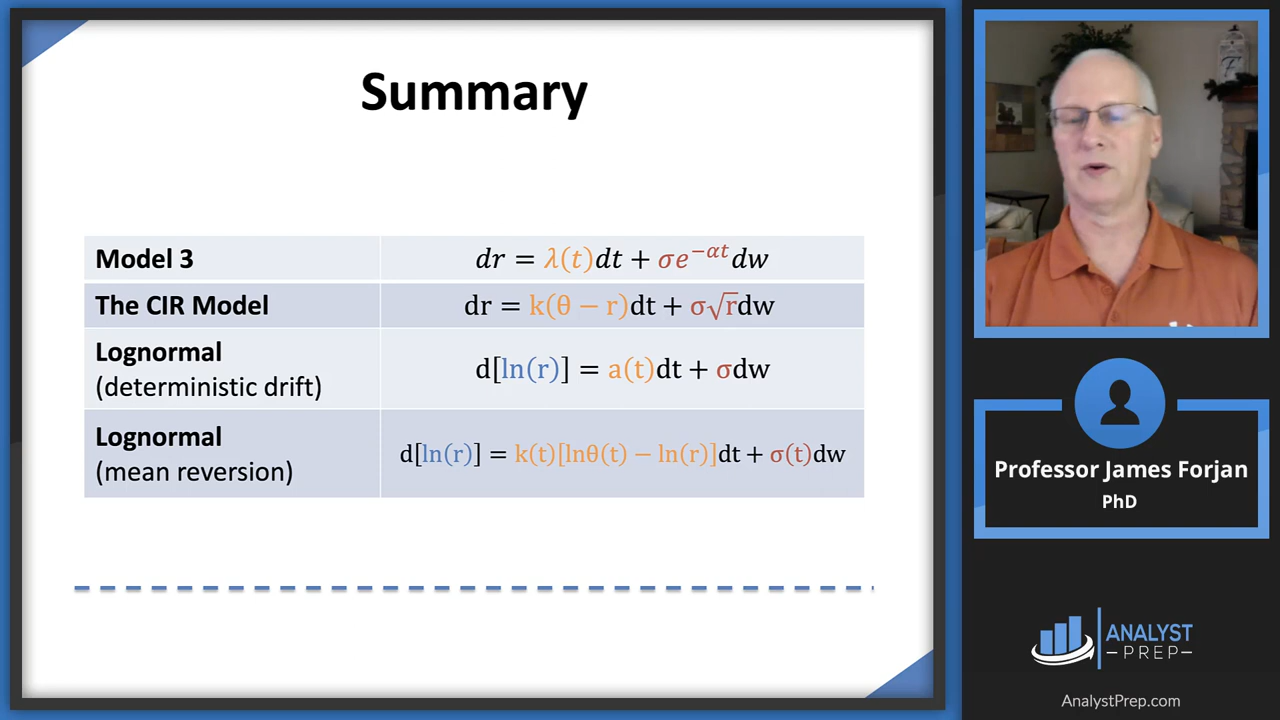 Summary
Model 3
dr = λ(t)dt + σe^−αt dw
The CIR Model
dr = k(θ − r)dt + σ√r dw
Lognormal
(deterministic drift)
d[ln(r)] = a(t)dt + σdw
Lognormal
(mean reversion)
d[ln(r)] = k(t)[lnθ(t) − ln(r)]dt + σ(t)dw
Professor James Forjan
PhD
ANALYST
PREP
AnalystPrep.com